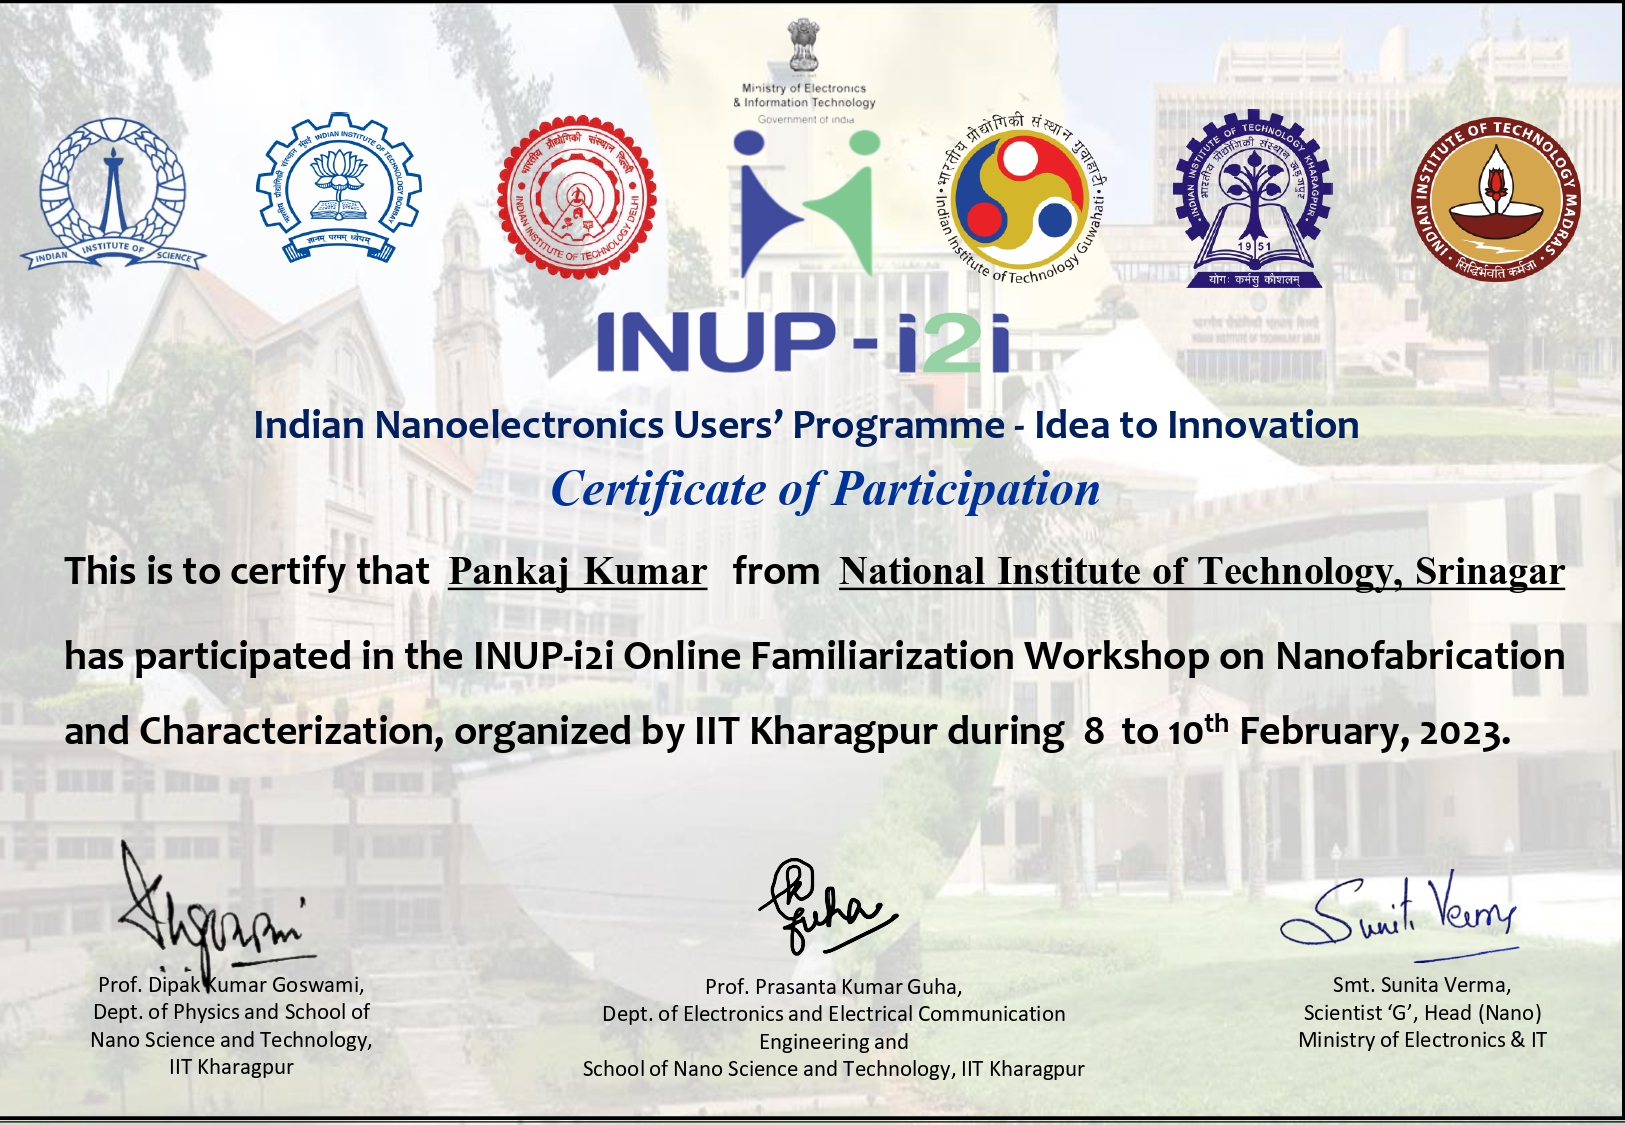 Ministry of Electronics
& Information Technology
Government of India
INDIAN INSTITUTE OF SCIENCE
भारतीय प्रौद्योगिकी संस्थान मुंबई INDIAN INSTITUTE OF TECHNOLOGY BOMBAY
ज्ञानम् परमम् ध्येयम्
भारतीय प्रौद्योगिकी संस्थान दिल्ली
INDIAN INSTITUTE OF TECHNOLOGY DELHI
भारतीय प्रौद्योगिकी संस्थान गुवाहाटी
Indian Institute of Technology Guwahati
INDIAN INSTITUTE OF TECHNOLOGY KHARAGPUR
भारतीय प्रौद्योगिकी संस्थान खड़गपुर
1951
योगः कर्मसु कौशलम्
INDIAN INSTITUTE OF TECHNOLOGY MADRAS
सिद्धिर्भवति कर्मजा
INUP-i2i
Indian Nanoelectronics Users’ Programme - Idea to Innovation
Certificate of Participation
This is to certify that Pankaj Kumar from National Institute of Technology, Srinagar
has participated in the INUP-i2i Online Familiarization Workshop on Nanofabrication
and Characterization, organized by IIT Kharagpur during 8 to 10th February, 2023.
Guha
Sunita Verma
Prof. Dipak Kumar Goswami,
Dept. of Physics and School of
Nano Science and Technology,
IIT Kharagpur
Prof. Prasanta Kumar Guha,
Dept. of Electronics and Electrical Communication
Engineering and
School of Nano Science and Technology, IIT Kharagpur
Smt. Sunita Verma,
Scientist ‘G’, Head (Nano)
Ministry of Electronics & IT